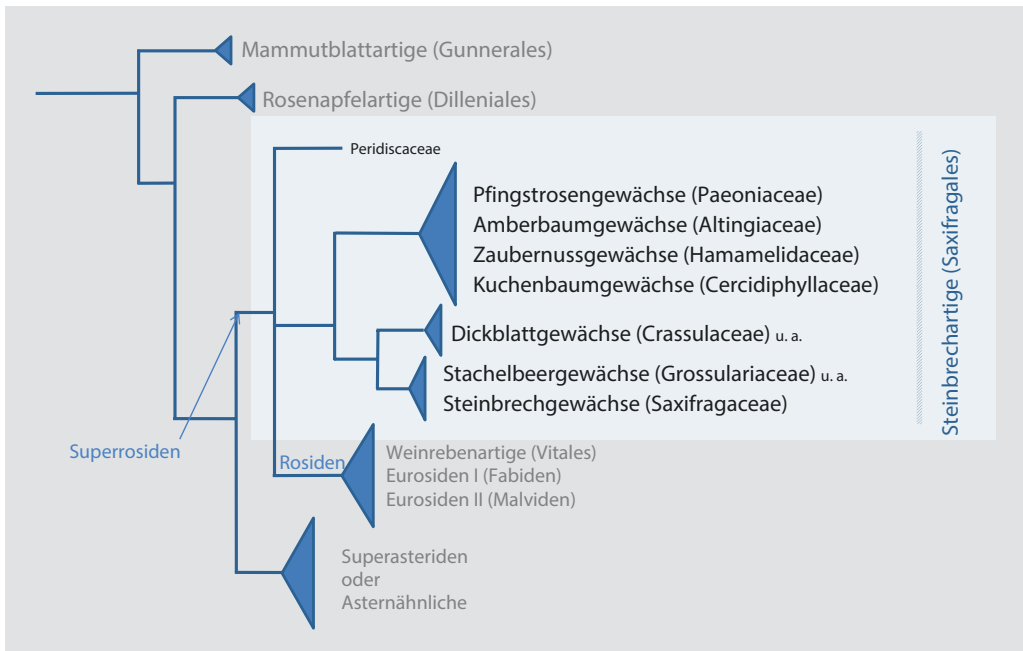 Mammutblattartige (Gunnerales)
Rosenapfelartige (Dilleniales)
Peridiscaceae
Pfingstrosengewächse (Paeoniaceae)
Amberbaumgewächse (Altingiaceae)
Zaubernussgewächse (Hamamelidaceae)
Kuchenbaumgewächse (Cercidiphyllaceae)
Dickblattgewächse (Crassulaceae) u. a.
Stachelbeergewächse (Grossulariaceae) u. a.
Steinbrechgewächse (Saxifragaceae)
Steinbrechartige (Saxifragales)
Superrosiden
Rosiden
Weinrebenartige (Vitales)
Eurosiden I (Fabiden)
Eurosiden II (Malviden)
Superasteriden
oder
Asternähnliche